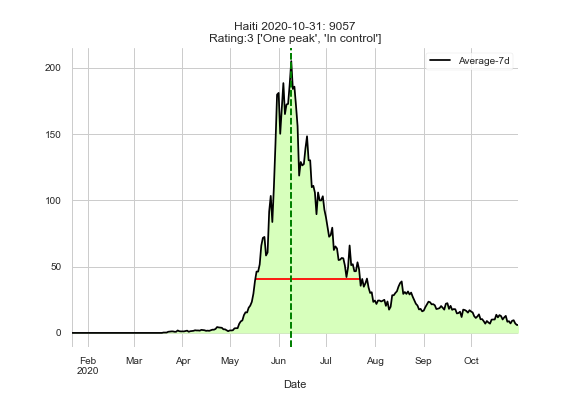 Haiti 2020-10-31: 9057
Rating:3 ['One peak', 'In control']
Average-7d
200
150
100
50
0
Feb Mar Apr May Jun Jul Aug Sep Oct
2020
Date